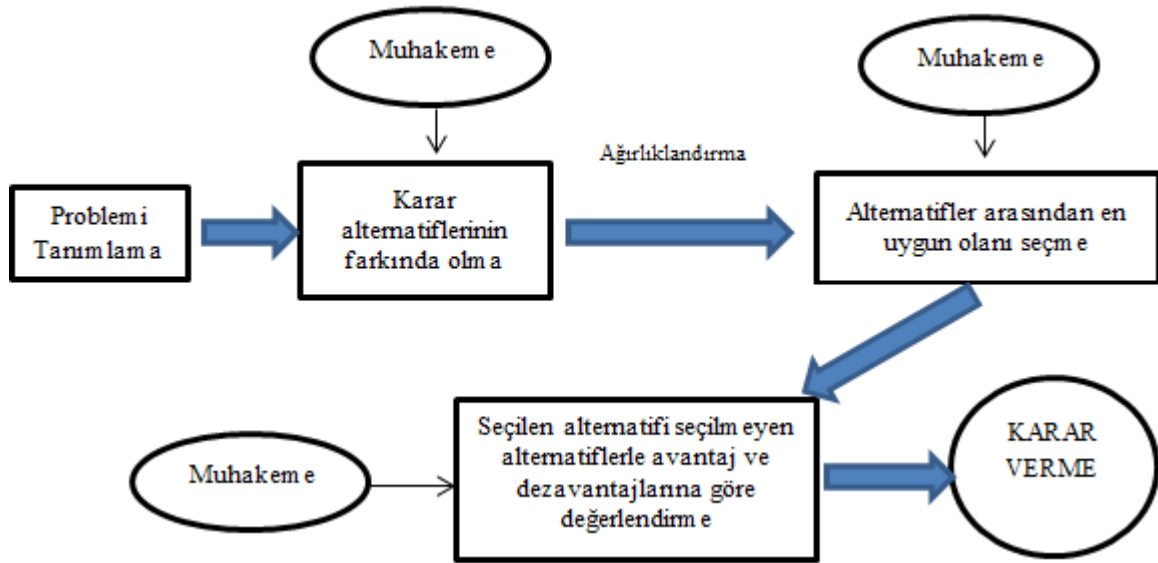 Muhakeme
Muhakeme
Ağırlıklandırma
Problemi
Tanımlama
Karar
alternatiflerinin
farkında olma
Alternatifler arasından en
uygun olanı seçme
Muhakeme
Seçilen alternatifi seçilmeyen
alternatiflerle avantaj ve
dezavantajlarına göre
değerlendirme
KARAR
VERME